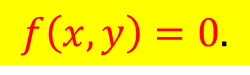 f(x, y) = 0.